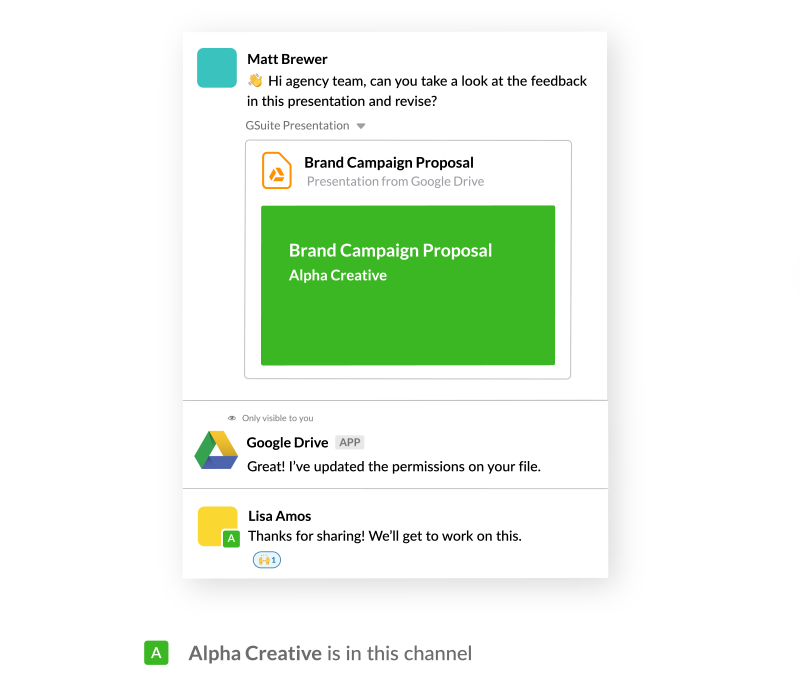 Matt Brewer
👋 Hi agency team, can you take a look at the feedback
in this presentation and revise?
GSuite Presentation
Brand Campaign Proposal
Presentation from Google Drive
Brand Campaign Proposal
Alpha Creative
Only visible to you
Google Drive APP
Great! I’ve updated the permissions on your file.
Lisa Amos
A
Thanks for sharing! We’ll get to work on this.
🙌 1
A Alpha Creative is in this channel